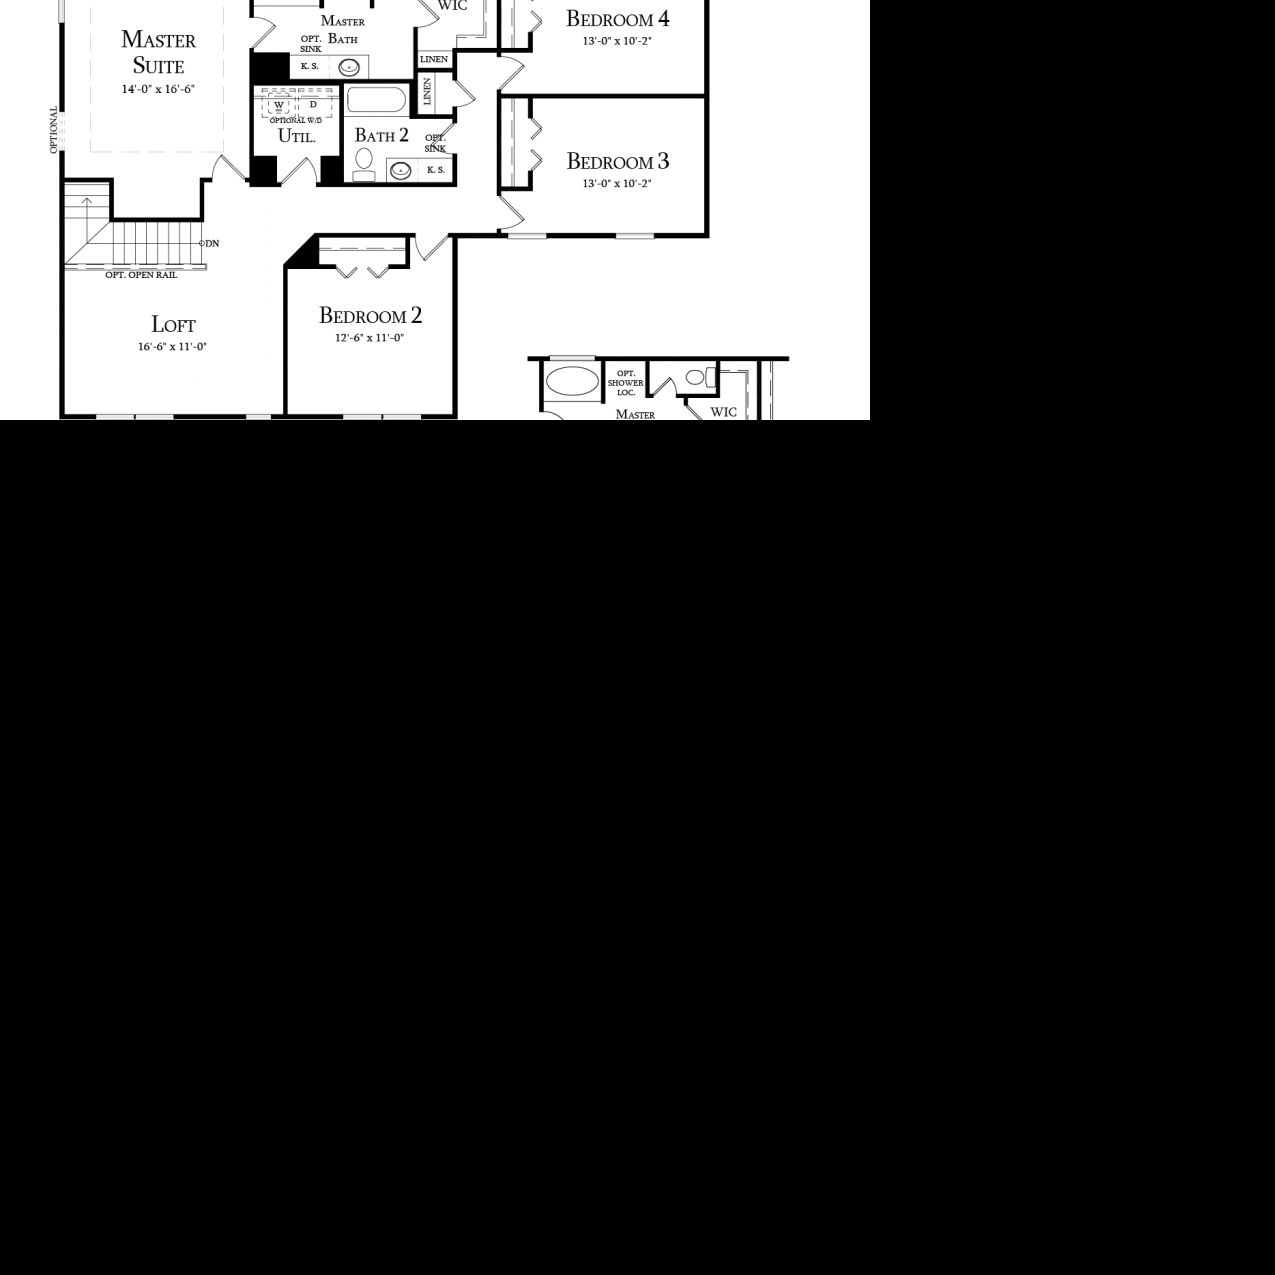 WIC
BEDROOM 4
13'-0" x 10'-2"
MASTER
BATH
OPT.
SINK
MASTER
SUITE
14'-0" x 16'-6"
K. S.
LINEN
LINEN
W
D
OPTIONAL W/D
UTIL.
BATH 2
OPT.
SINK
K. S.
OPTIONAL
BEDROOM 3
13'-0" x 10'-2"
DN
OPT. OPEN RAIL
LOFT
16'-6" x 11'-0"
BEDROOM 2
12'-6" x 11'-0"
OPT.
SHOWER
LOC.
MASTER
WIC